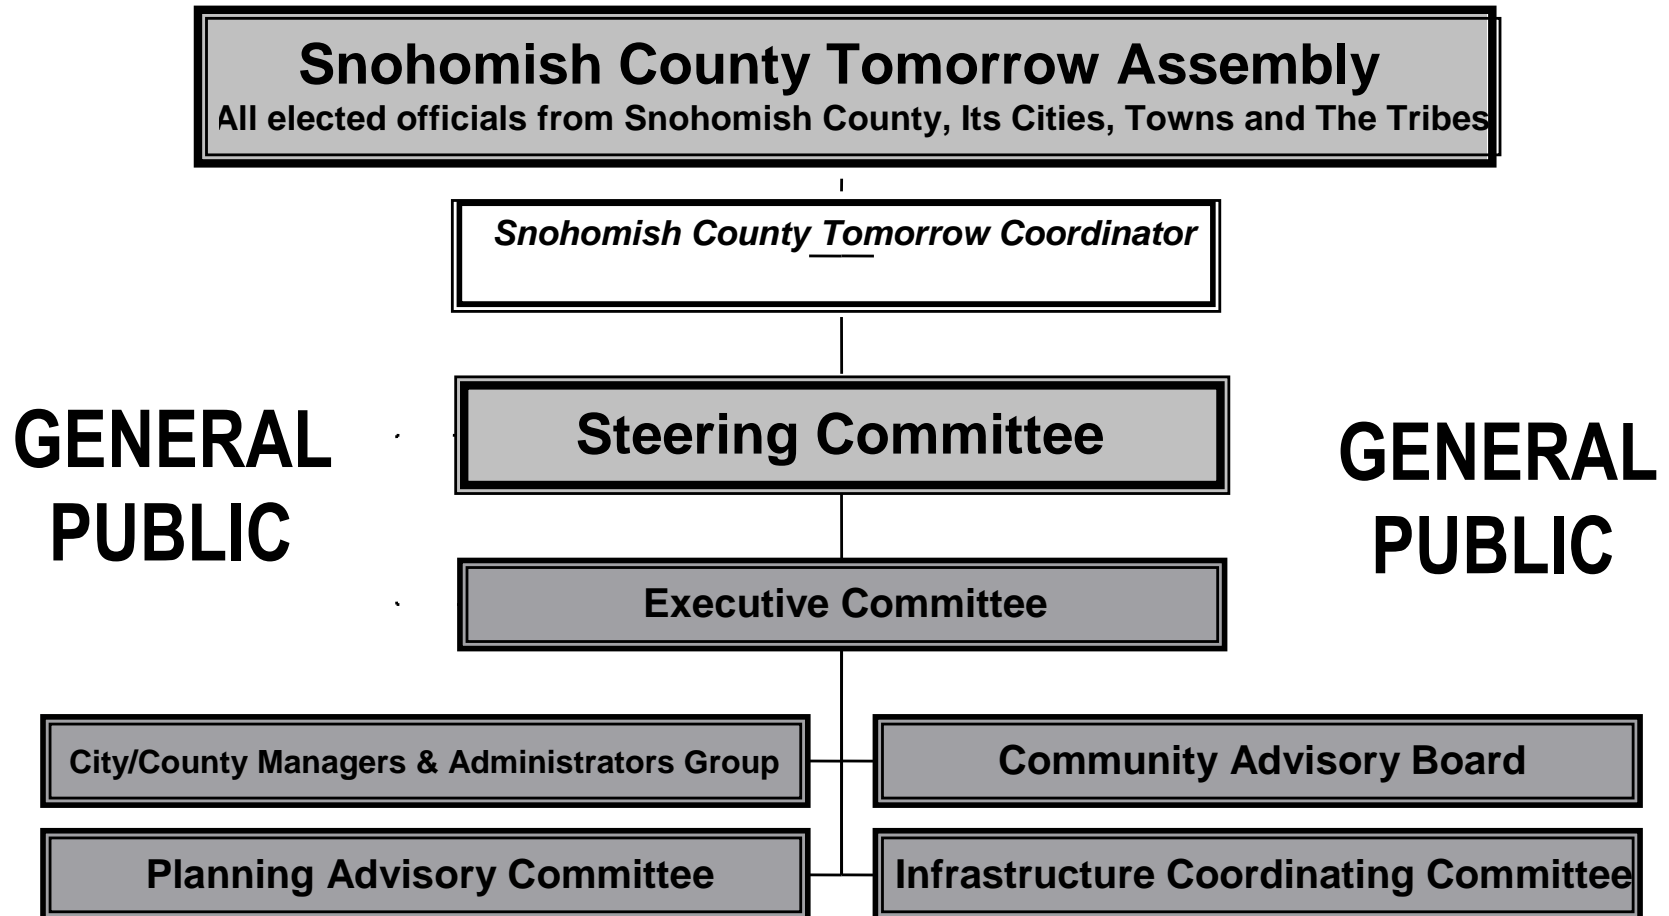 Snohomish County Tomorrow Assembly
All elected officials from Snohomish County, Its Cities, Towns and The Tribes
Snohomish County Tomorrow Coordinator
GENERAL
PUBLIC
Steering Committee
GENERAL
PUBLIC
Executive Committee
City/County Managers & Administrators Group
Community Advisory Board
Planning Advisory Committee
Infrastructure Coordinating Committee